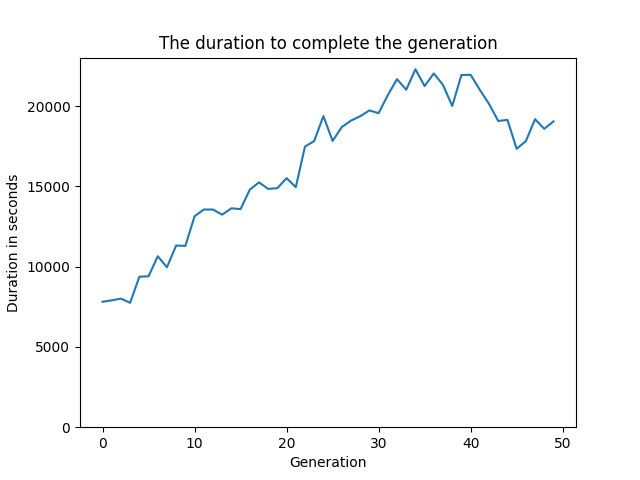 The duration to complete the generation
Duration in seconds
20000
15000
10000
5000
0
0 10 20 30 40 50
Generation